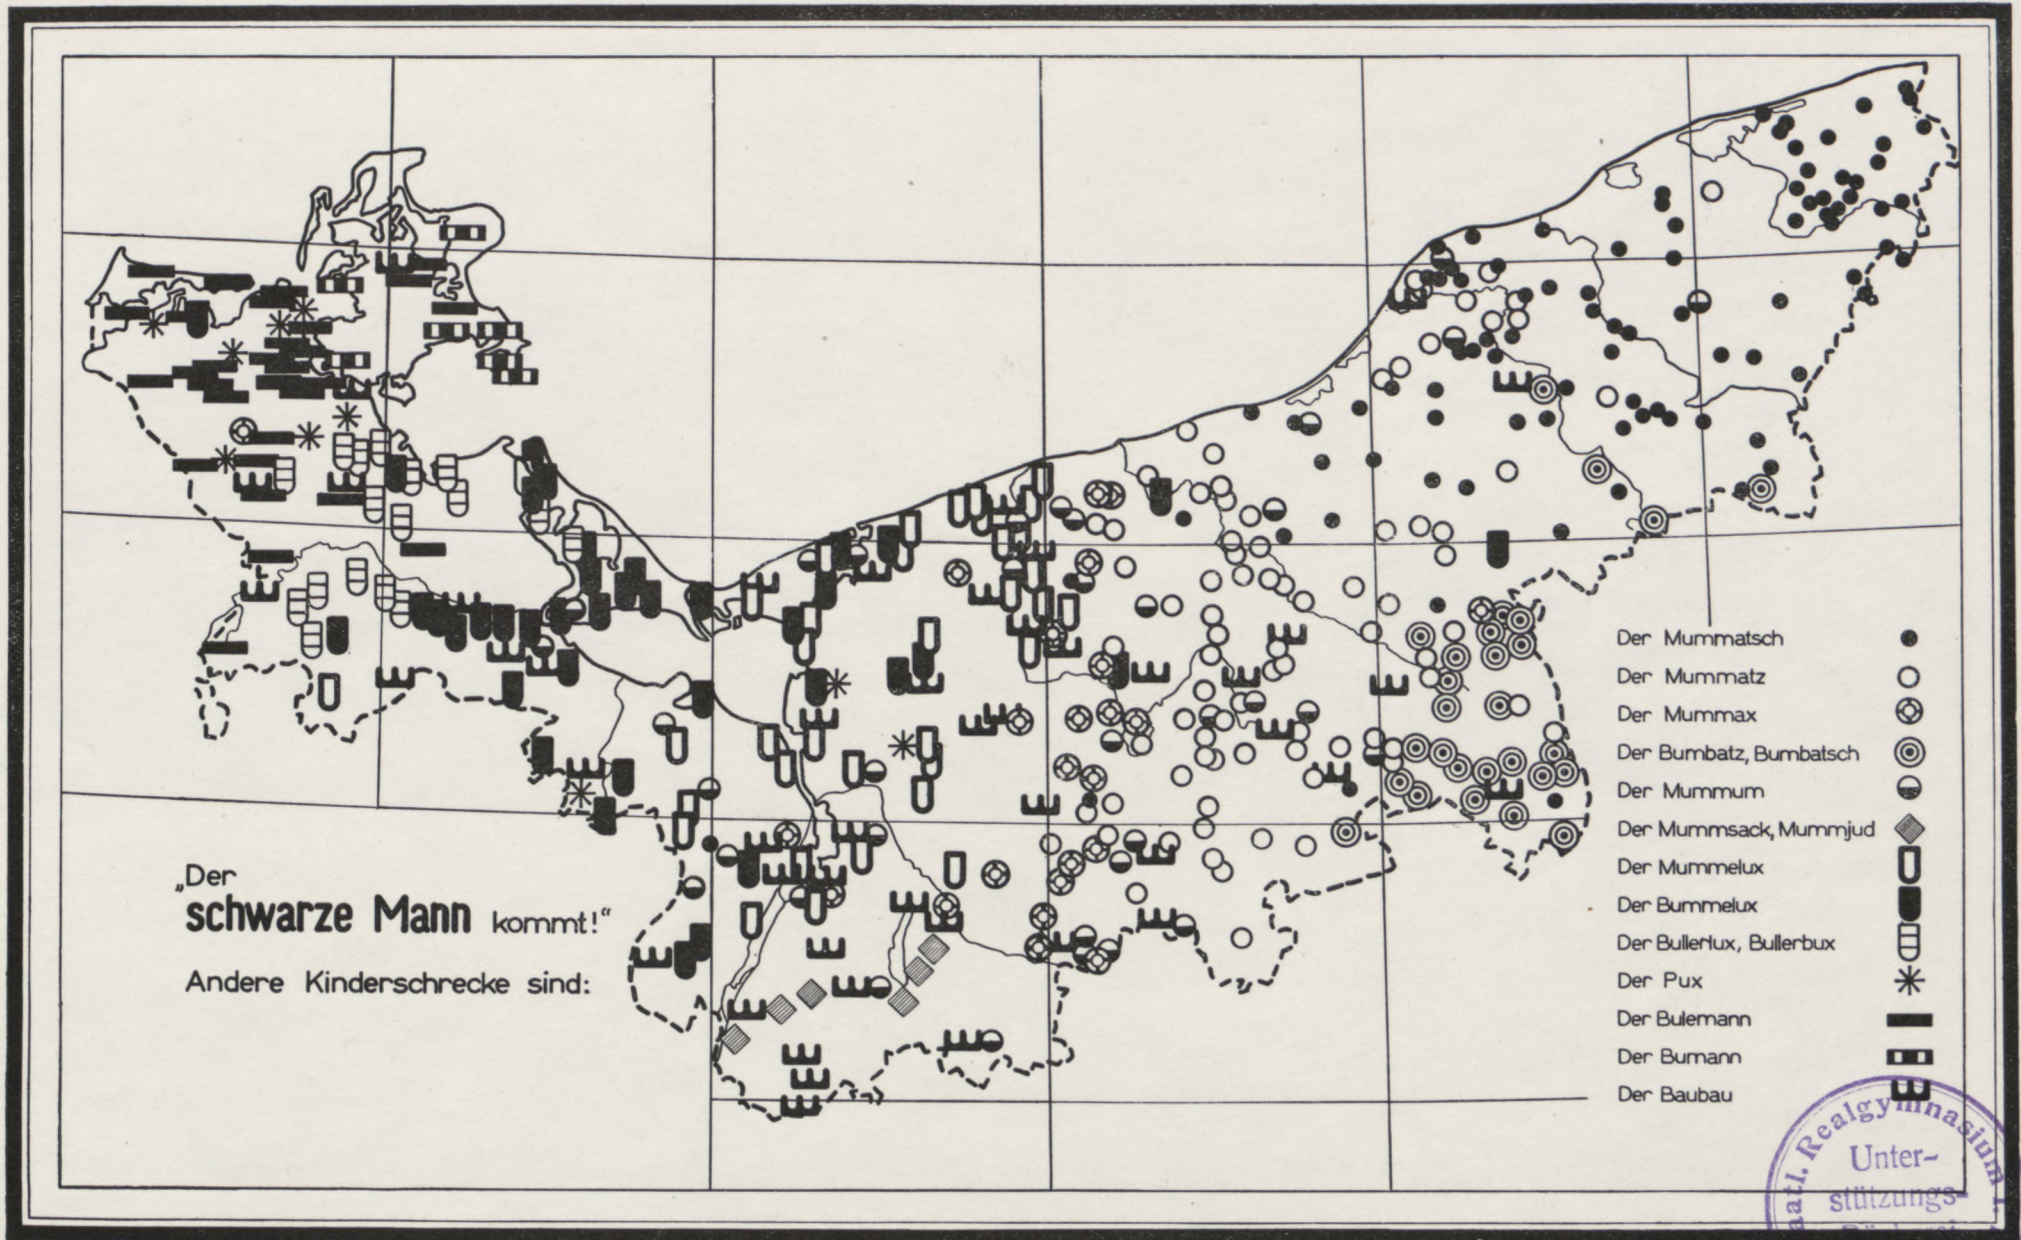 „Der
schwarze Mann kommt!“
Andere Kinderschrecke sind:
Der Mummatsch
Der Mummatz
Der Mummax
Der Bumbatz, Bumbatsch
Der Mummum
Der Mummsack, Mummjud
Der Mummelux
Der Bummelux
Der Bullerlux, Bullerbux
Der Pux
Der Bulemann
Der Bumann
Der Baubau
aatl. Realgymnasium
Unter-
stützungs-